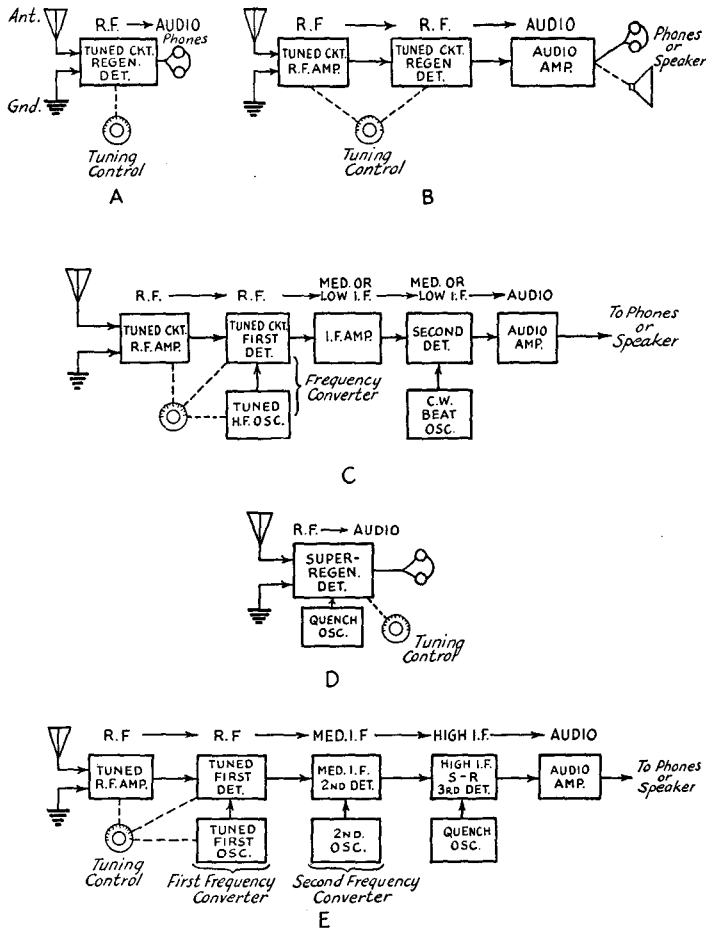 Ant.
R.F. → AUDIO
Phones
TUNED CKT.
REGEN.
DET.
Gnd.
Tuning
Control
A
R.F → R.F. → AUDIO
TUNED CKT.
R.F. AMP.
TUNED CKT.
REGEN
DET.
AUDIO
AMP.
Phones
or
Speaker
Tuning
Control
B
R.F. → R.F. → MED. OR
LOW I.F. → MED. OR
LOW I.F. → AUDIO
TUNED CKT.
R.F. AMP.
TUNED CKT.
FIRST
DET.
I.F. AMP.
SECOND
DET.
AUDIO
AMP.
To Phones
or
Speaker
TUNED
H.F. OSC.
Frequency
Converter
C.W.
BEAT
OSC.
C
R.F. → AUDIO
SUPER-
REGEN.
DET.
QUENCH
OSC.
Tuning
Control
D
R.F → R.F → MED. I.F → HIGH I.F. → AUDIO
TUNED
R.F. AMP.
TUNED
FIRST
DET.
MED. I.F.
2ND DET.
HIGH I.F.
S-R
3RD DET.
AUDIO
AMP.
To Phones
or
Speaker
TUNED
FIRST
OSC.
2ND.
OSC.
QUENCH
OSC.
Tuning
Control
First Frequency
Converter
Second Frequency
Converter
E